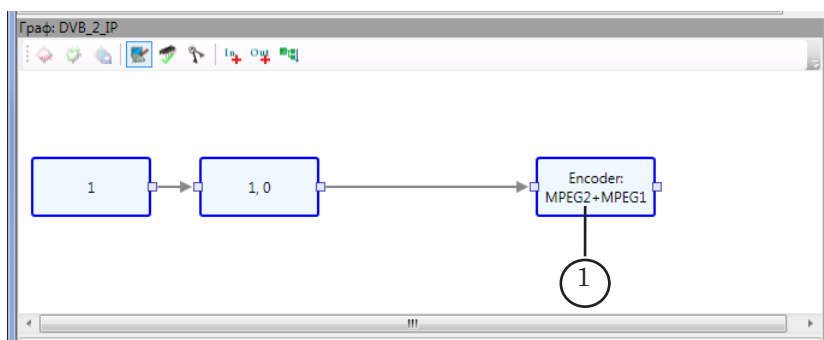 Граф: DVB_2_IP
In Out
1
1, 0
Encoder:
MPEG2+MPEG1
1